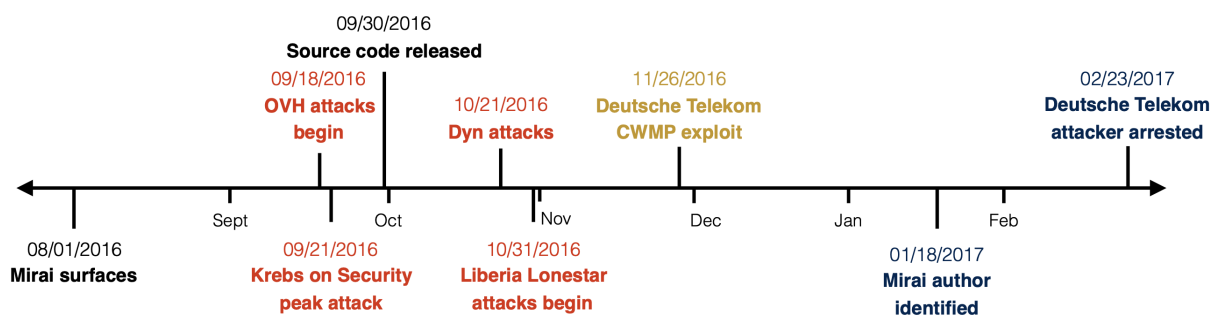 09/30/2016
Source code released
09/18/2016
OVH attacks
begin
10/21/2016
Dyn attacks
11/26/2016
Deutsche Telekom
CWMP exploit
02/23/2017
Deutsche Telekom
attacker arrested
Sept
Oct
Nov
Dec
Jan
Feb
08/01/2016
Mirai surfaces
09/21/2016
Krebs on Security
peak attack
10/31/2016
Liberia Lonestar
attacks begin
01/18/2017
Mirai author
identified